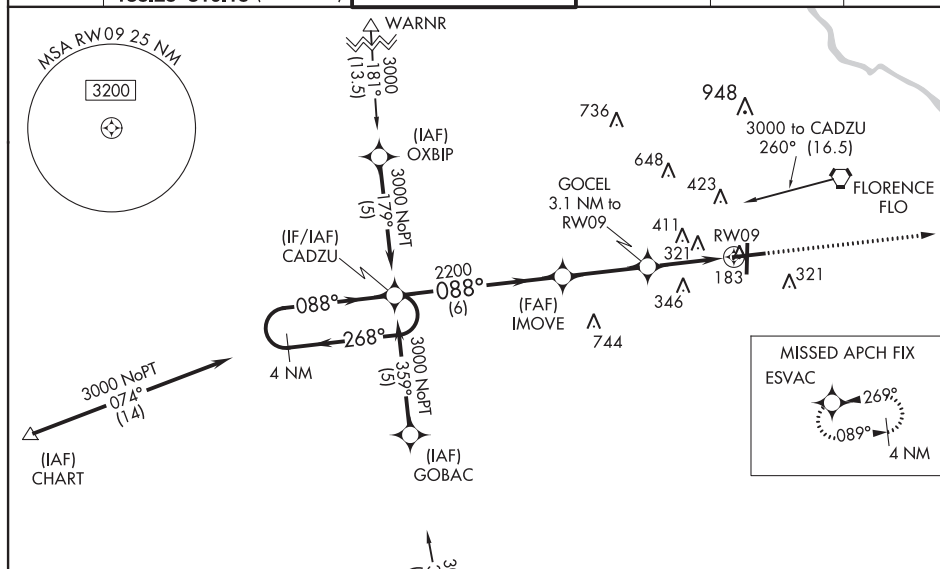 MSA RW09 25 NM
3200
WARNR
3000
181°
(13.5)
(IAF)
OXBIP
3000 NoPT
179°
(5)
(IF/IAF)
CADZU
088°
268°
4 NM
2200
088°
(6)
(FAF)
IMOVE
GOCEL
3.1 NM to
RW09
736
948
648
423
411
321
RW09
183
346
321
744
3000 to CADZU
260° (16.5)
FLORENCE
FLO
3000 NoPT
359°
(5)
(IAF)
GOBAC
3000 NoPT
074°
(14)
(IAF)
CHART
MISSED APCH FIX
ESVAC
269°
089°
4 NM